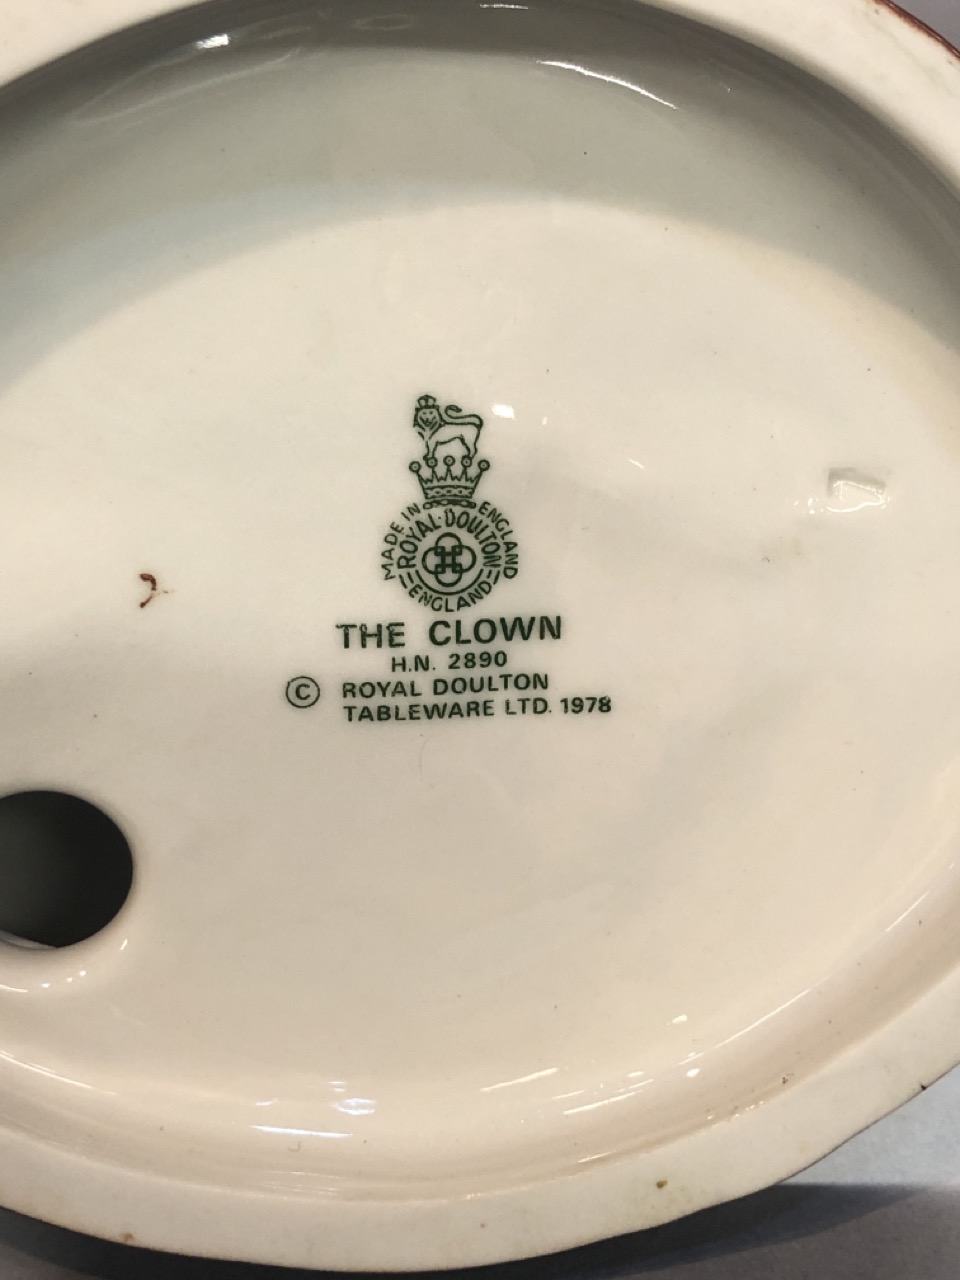 MADE IN ENGLAND
ROYAL·DOULTON
ENGLAND
THE CLOWN
H.N. 2890
© ROYAL DOULTON
TABLEWARE LTD. 1978